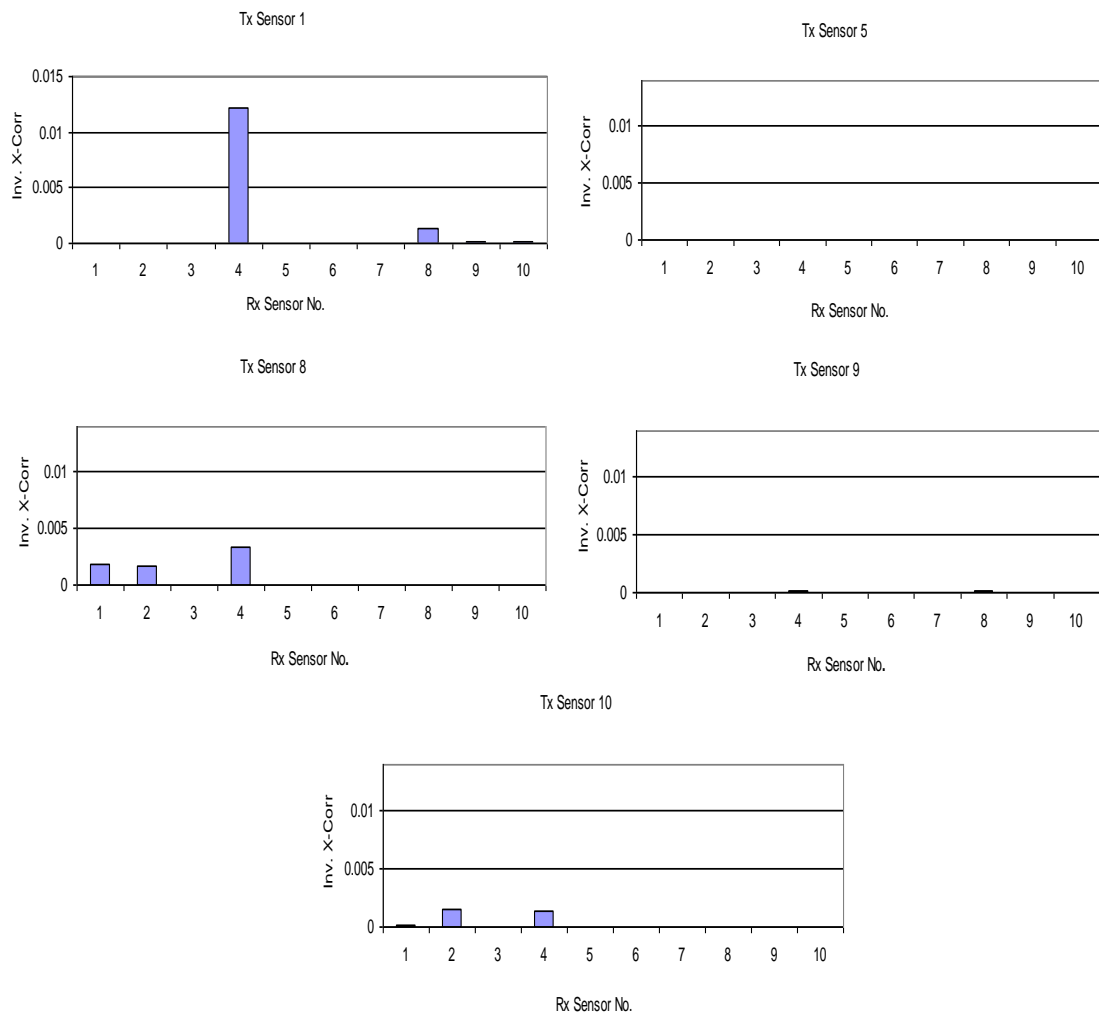 Tx Sensor 1
0.015
0.01
0.005
0
Inv. X-Corr
1 2 3 4 5 6 7 8 9 10
Rx Sensor No.
Tx Sensor 5
0.01
0.005
0
Inv. X-Corr
1 2 3 4 5 6 7 8 9 10
Rx Sensor No.
Tx Sensor 8
0.01
0.005
0
Inv. X-Corr
1 2 3 4 5 6 7 8 9 10
Rx Sensor No.
Tx Sensor 9
0.01
0.005
0
Inv. X-Corr
1 2 3 4 5 6 7 8 9 10
Rx Sensor No.
Tx Sensor 10
0.01
0.005
0
Inv. X-Corr
1 2 3 4 5 6 7 8 9 10
Rx Sensor No.